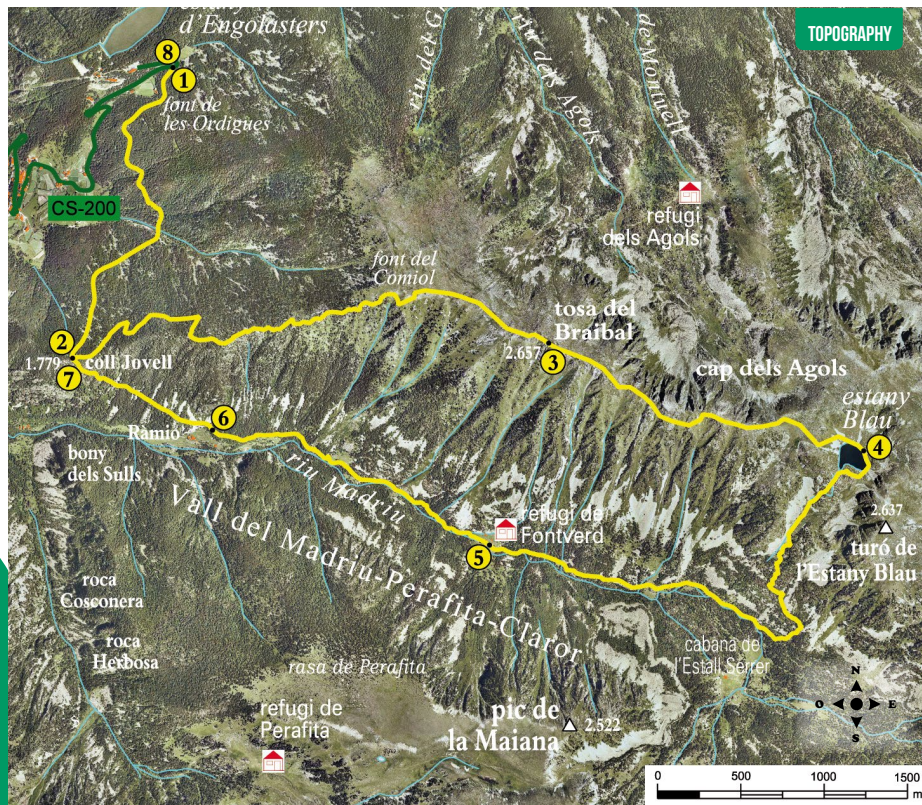 TOPOGRAPHY
estany
d'Engolasters
8
1
font de
les Ordigues
CS-200
riu dels Agols
de Montuell
refugi
dels Agols
font del
Comiol
tosa del
Braibal
2.657
3
cap dels Agols
estany
Blau
4
2.637
turó de
l'Estany Blau
2
1.779
coll Jovell
7
6
Ramio
bony
dels Sulls
riu Madriu
Vall del Madriu-Perafita-Claror
refugi de
Fontverd
5
roca
Cosconera
roca
Herbosa
cabana de
l'Estall Serrer
rasa de Perafita
refugi de
Perafita
pic de
la Maiana
2.522
N
O
E
S
0 500 1000 1500
m